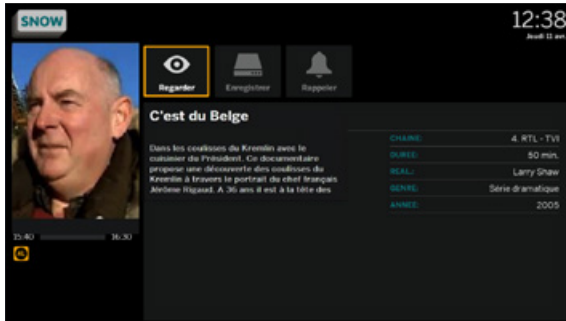 SNOW
12:38
Jeudi 11 avr.
Regarder
Enregistrer
Rappeler
C'est du Belge
Dans les coulisses du Kremlin avec le
cuisinier du Président. Ce documentaire
propose une découverte des coulisses du
Kremlin à travers le portrait du chef français
Jérôme Rigaud. A 36 ans il est à la tête des
CHAINE: 4. RTL - TVI
DUREE: 50 min.
REAL.: Larry Shaw
GENRE: Série dramatique
ANNEE: 2005
15:40 16:30